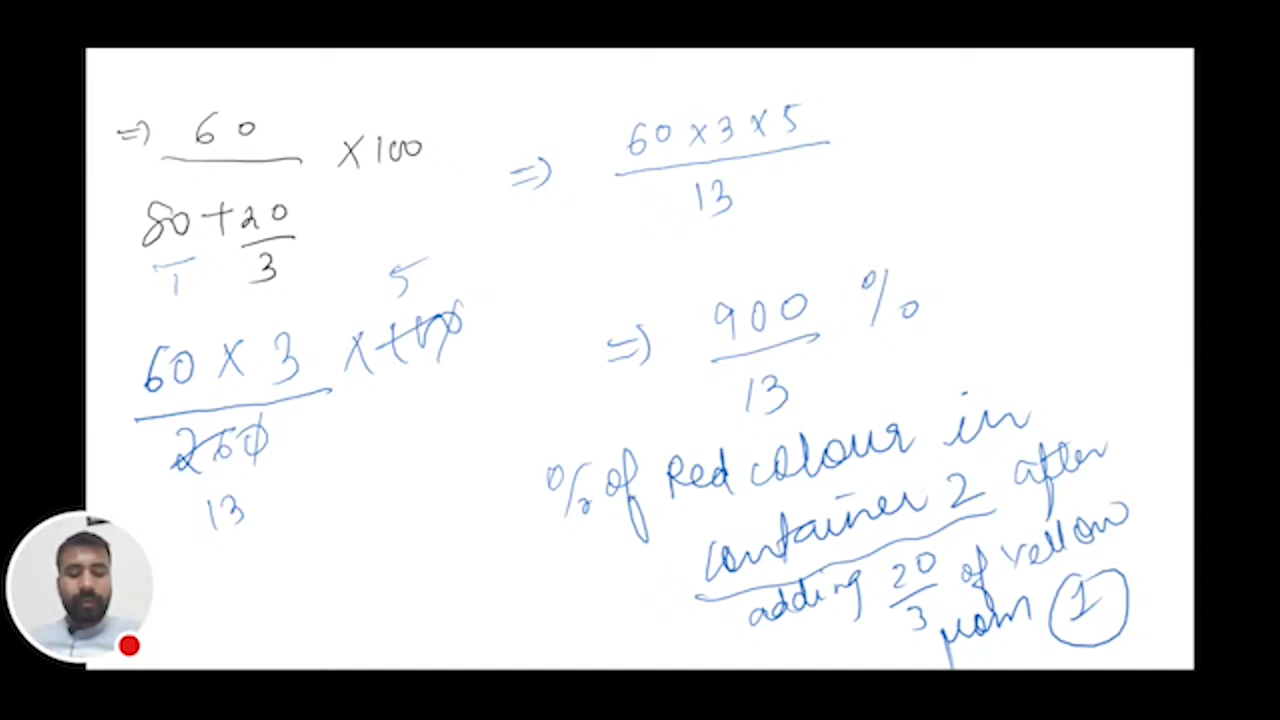 ⇒ 60 × 100
80 + 20
3
60 × 3 × 100
5
260
13
⇒ 60 × 3 × 5
13
⇒ 900 %
13
% of Red colour in
container 2 after
adding 20 of Yellow
3
from 1